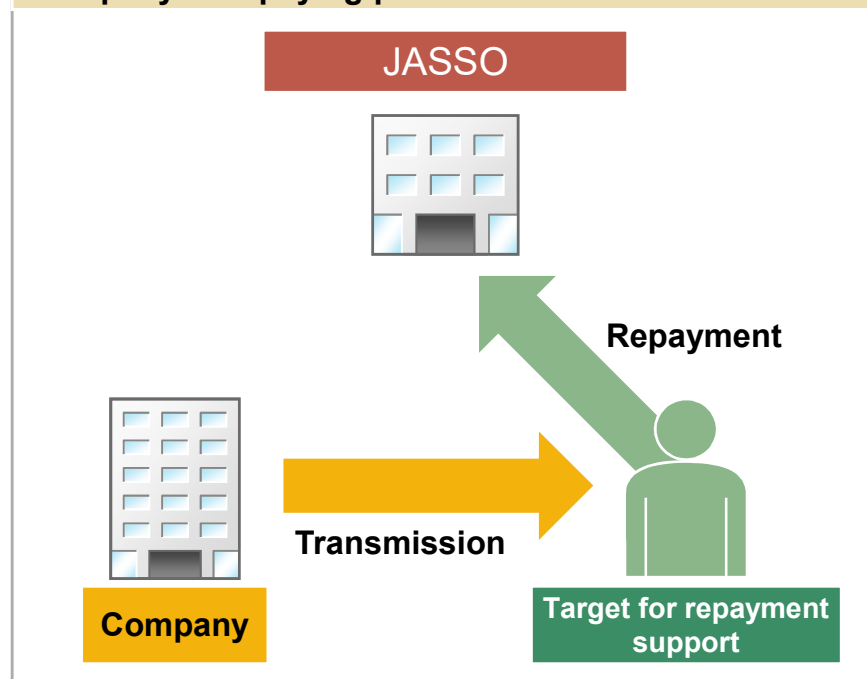 JASSO
Repayment
Transmission
Company
Target for repayment
support